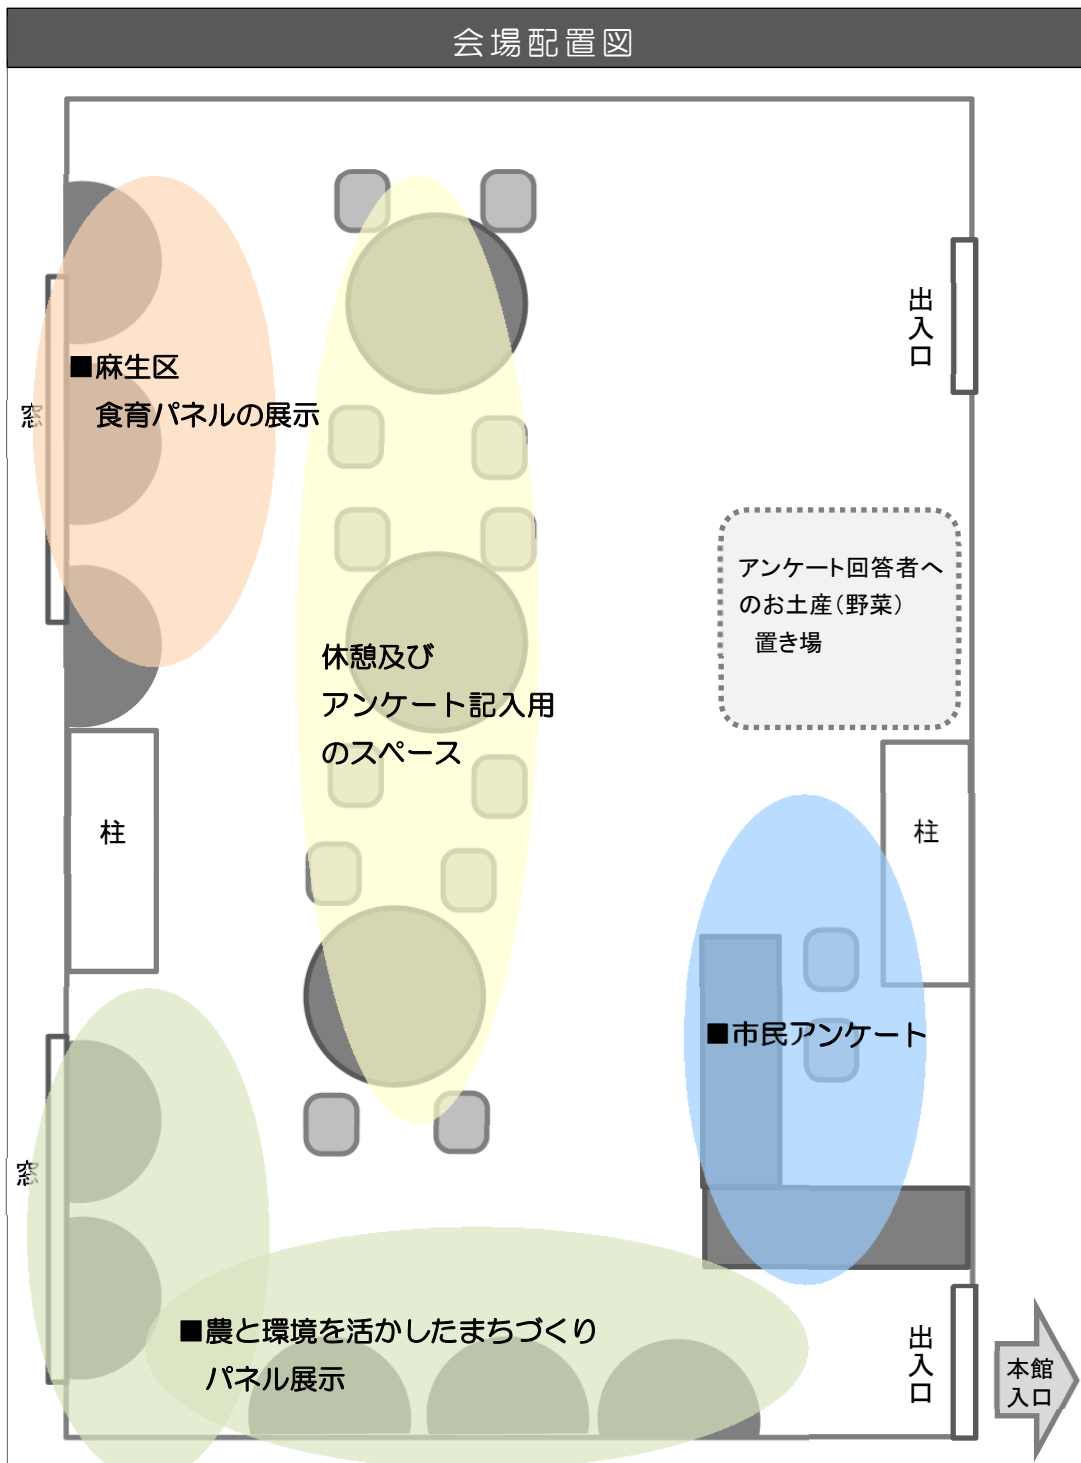 会場配置図
出入口
■麻生区
食育パネルの展示
窓
アンケート回答者へ
のお土産（野菜）
置き場
休憩及び
アンケート記入用
のスペース
柱
柱
■市民アンケート
窓
■農と環境を活かしたまちづくり
パネル展示
出入口
本館
入口